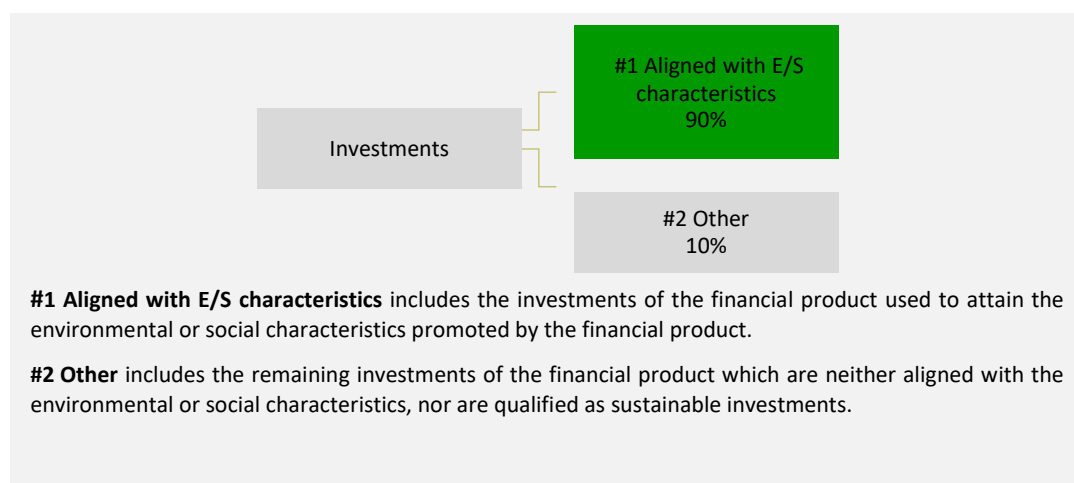 #1 Aligned with E/S
characteristics
90%
Investments
#2 Other
10%
#1 Aligned with E/S characteristics includes the investments of the financial product used to attain the
environmental or social characteristics promoted by the financial product.
#2 Other includes the remaining investments of the financial product which are neither aligned with the
environmental or social characteristics, nor are qualified as sustainable investments.